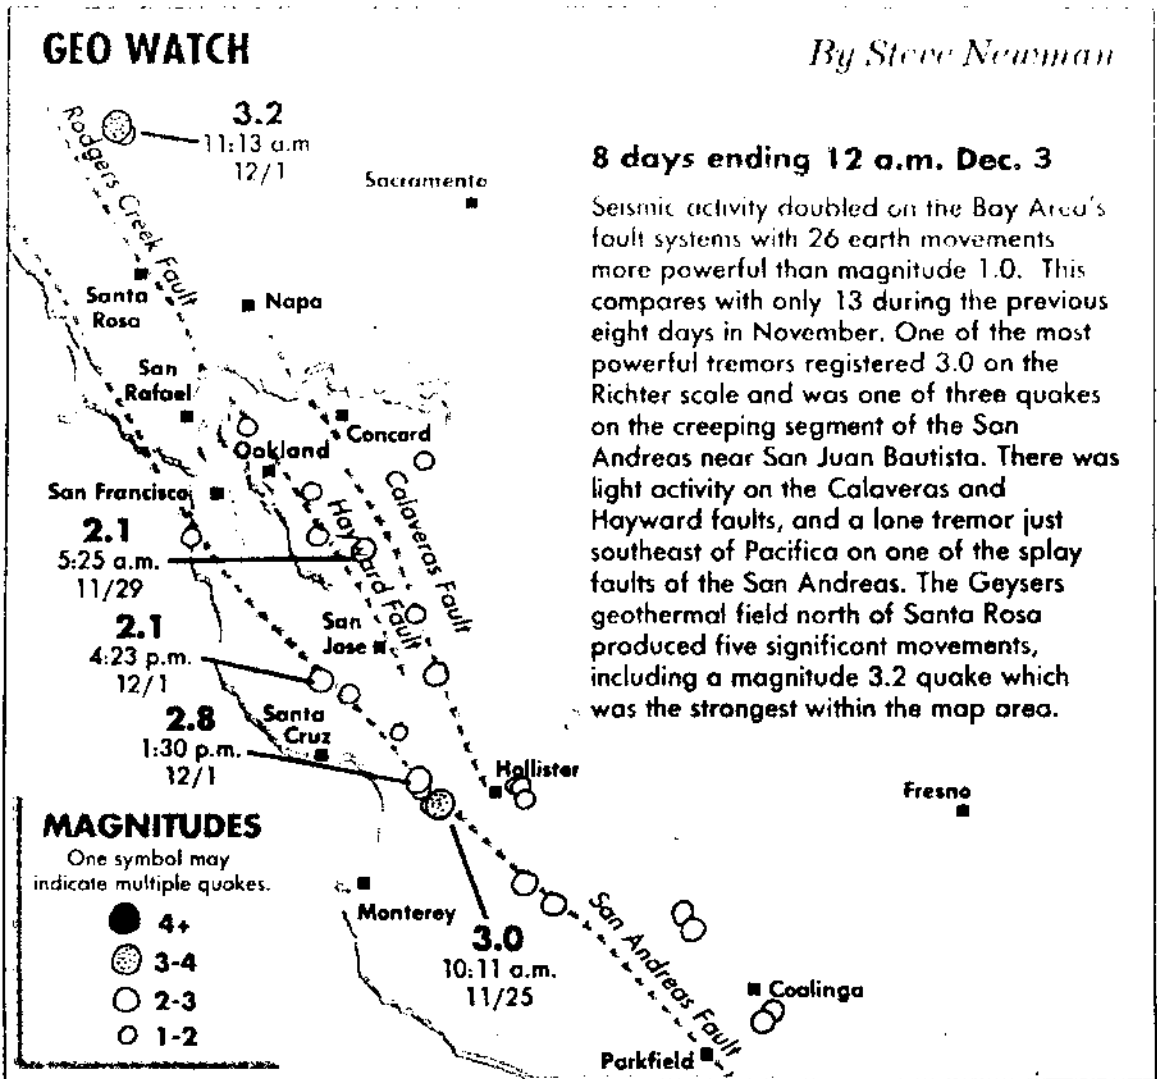 GEO WATCH
By Steve Newman
3.2
11:13 a.m
12/1
Rodgers Creek Fault
Sacramento
8 days ending 12 a.m. Dec. 3
Seismic activity doubled on the Bay Area's
fault systems with 26 earth movements
more powerful than magnitude 1.0. This
compares with only 13 during the previous
eight days in November. One of the most
powerful tremors registered 3.0 on the
Richter scale and was one of three quakes
on the creeping segment of the San
Andreas near San Juan Bautista. There was
light activity on the Calaveras and
Hayward faults, and a lone tremor just
southeast of Pacifica on one of the splay
faults of the San Andreas. The Geysers
geothermal field north of Santa Rosa
produced five significant movements,
including a magnitude 3.2 quake which
was the strongest within the map area.
Santa
Rosa
Napa
San
Rafael
Concord
Oakland
San Francisco
Calaveras Fault
Hayward Fault
2.1
5:25 a.m.
11/29
San
Jose
2.1
4:23 p.m.
12/1
2.8
1:30 p.m.
12/1
Santa
Cruz
Hollister
Fresno
MAGNITUDES
One symbol may
indicate multiple quakes.
4+
3-4
2-3
1-2
Monterey
3.0
10:11 a.m.
11/25
San Andreas Fault
Coalinga
Parkfield